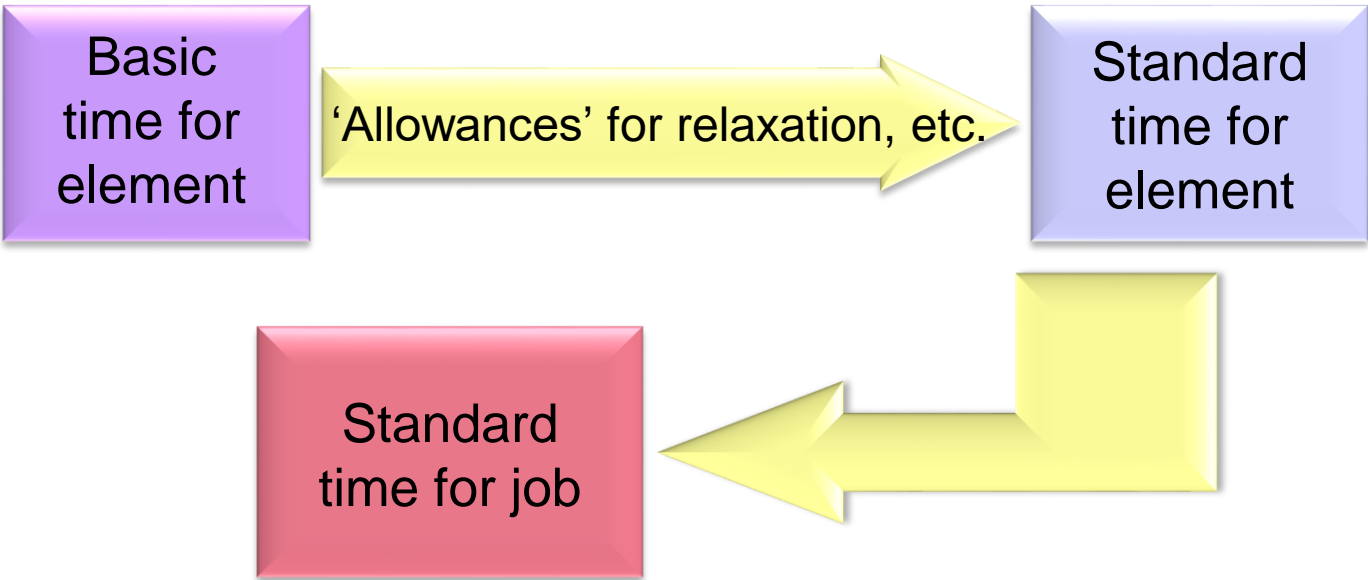 Basic
time for
element
‘Allowances’ for relaxation, etc.
Standard
time for
element
Standard
time for job